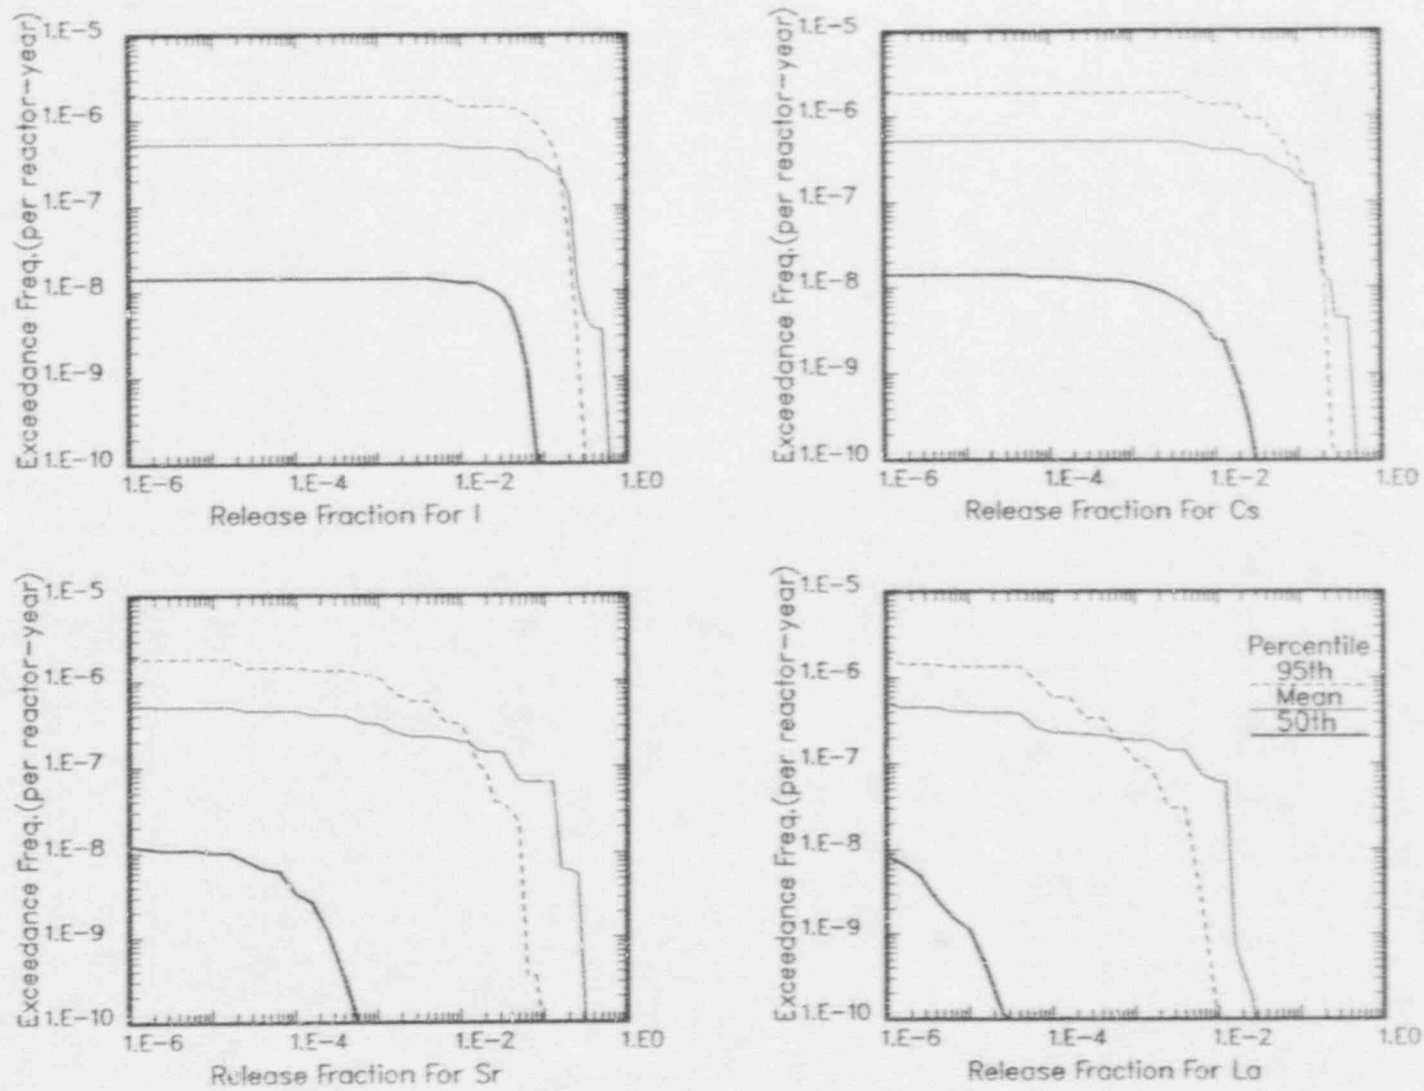 Exceedance Freq.(per reactor-year)
1.E-5
1.E-6
1.E-7
1.E-8
1.E-9
1.E-10
1.E-6
1.E-4
1.E-2
1.E0
Release Fraction For I
Exceedance Freq.(per reactor-year)
1.E-5
1.E-6
1.E-7
1.E-8
1.E-9
1.E-10
1.E-6
1.E-4
1.E-2
1.E0
Release Fraction For Cs
Exceedance Freq.(per reactor-year)
1.E-5
1.E-6
1.E-7
1.E-8
1.E-9
1.E-10
1.E-6
1.E-4
1.E-2
1.E0
Release Fraction For Sr
Exceedance Freq.(per reactor-year)
1.E-5
1.E-6
1.E-7
1.E-8
1.E-9
1.E-10
Percentile
95th
Mean
50th
1.E-6
1.E-4
1.E-2
1.E0
Release Fraction For La